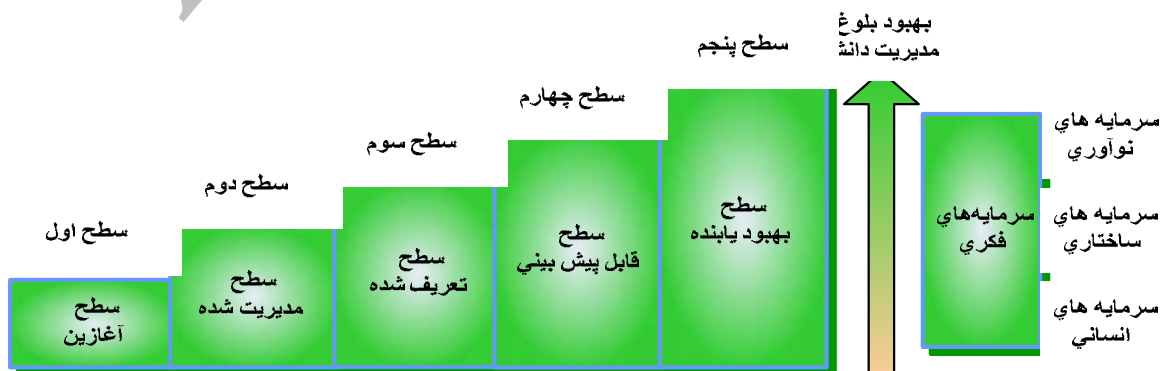 بهبود بلوغ
مديريت دانش
سطح پنجم
سطح چهارم
سطح سوم
سطح دوم
سطح اول
سرمايه هاي
نوآوري
سرمايه هاي
ساختاري
سرمايه هاي
انساني
سرمايه‌هاي
فكري
سطح
بهبود يابنده
سطح
قابل پيش بيني
سطح
تعريف شده
سطح
مديريت شده
سطح
آغازين